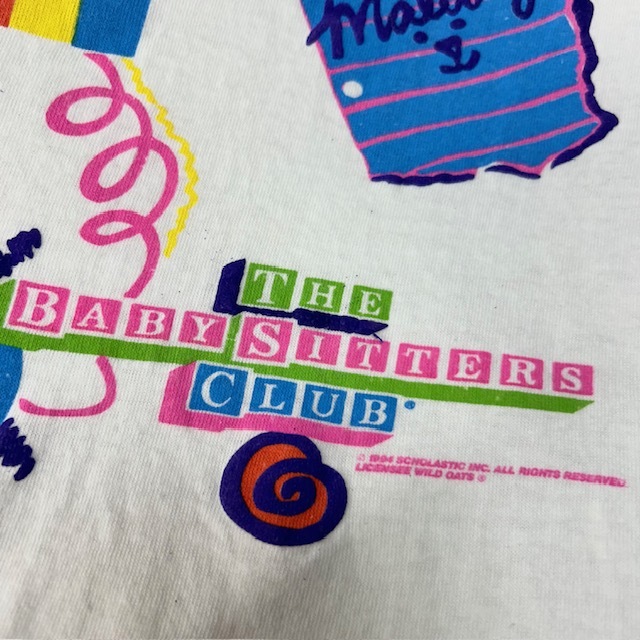 THE
BABY SITTERS
CLUB
© 1994 SCHOLASTIC INC. ALL RIGHTS RESERVED
LICENSEE, WILD OATS ®